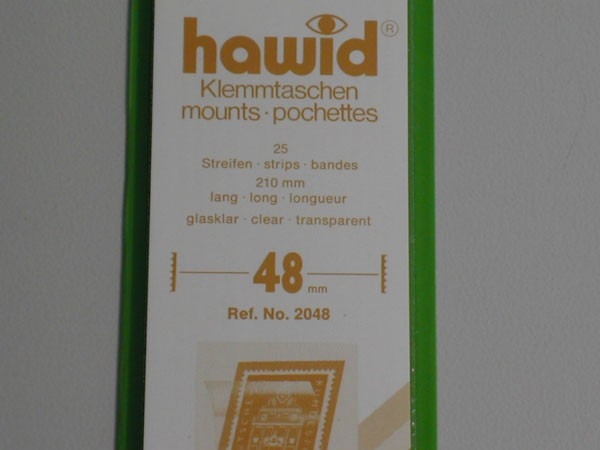 hawid®
Klemmtaschen
mounts · pochettes
25
Streifen · strips · bandes
210 mm
lang · long · longueur
glasklar · clear · transparent
48 mm
Ref. No. 2048